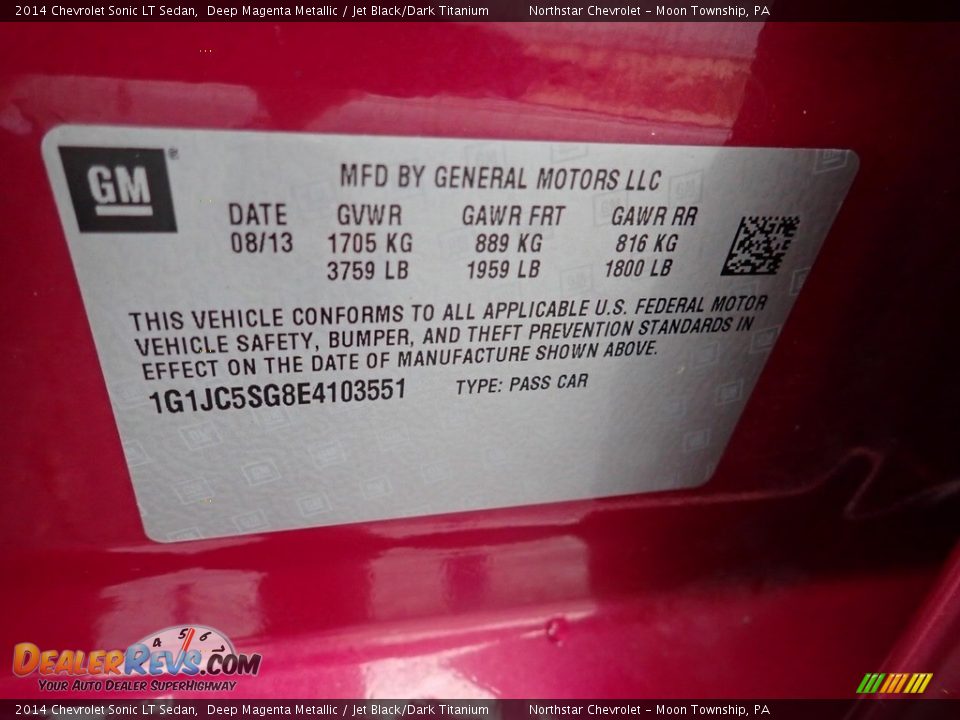 2014 Chevrolet Sonic LT Sedan, Deep Magenta Metallic / Jet Black/Dark Titanium Northstar Chevrolet - Moon Township, PA
GM®
MFD BY GENERAL MOTORS LLC
DATE GVWR GAWR FRT GAWR RR
08/13 1705 KG 889 KG 816 KG
3759 LB 1959 LB 1800 LB
THIS VEHICLE CONFORMS TO ALL APPLICABLE U.S. FEDERAL MOTOR
VEHICLE SAFETY, BUMPER, AND THEFT PREVENTION STANDARDS IN
EFFECT ON THE DATE OF MANUFACTURE SHOWN ABOVE.
1G1JC5SG8E4103551 TYPE: PASS CAR
4 5 6
DEALERREVS.COM
YOUR AUTO DEALER SUPERHIGHWAY
2014 Chevrolet Sonic LT Sedan, Deep Magenta Metallic / Jet Black/Dark Titanium Northstar Chevrolet - Moon Township, PA